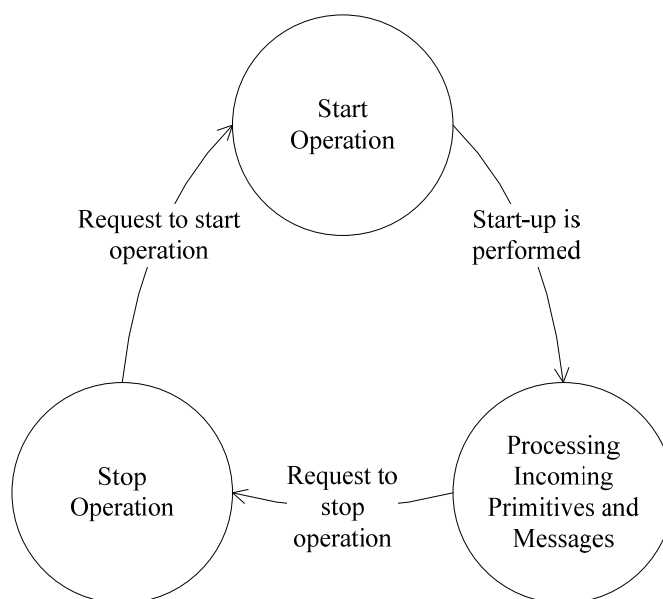 Start
Operation
Request to start
operation
Start-up is
performed
Stop
Operation
Request to
stop
operation
Processing
Incoming
Primitives and
Messages